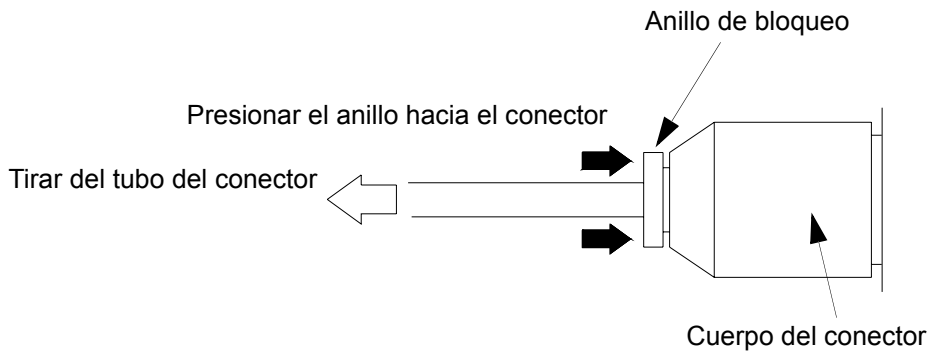 Anillo de bloqueo
Presionar el anillo hacia el conector
Tirar del tubo del conector
Cuerpo del conector